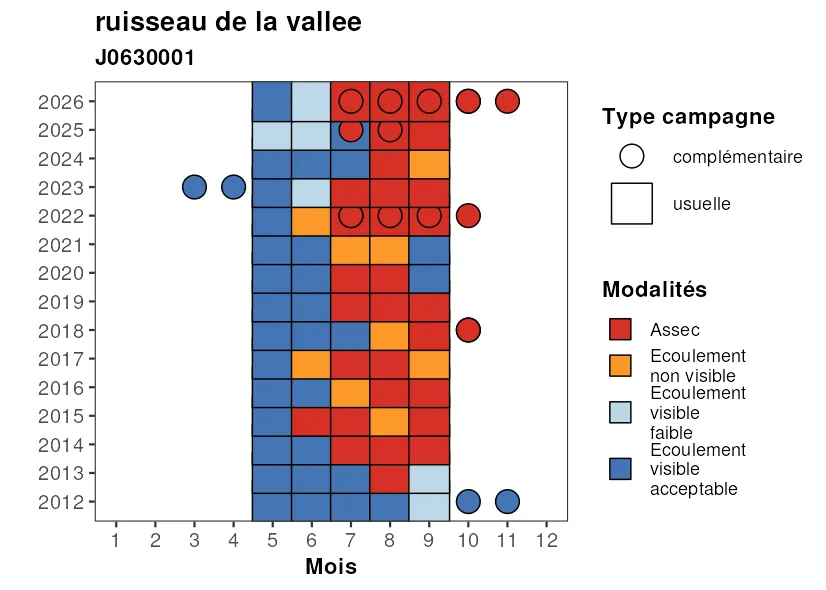 ruisseau de la vallee
J0630001
2026
2025
2024
2023
2022
2021
2020
2019
2018
2017
2016
2015
2014
2013
2012
1 2 3 4 5 6 7 8 9 10 11 12
Mois
Type campagne
complémentaire
usuelle
Modalités
Assec
Ecoulement
non visible
Ecoulement
visible
faible
Ecoulement
visible
acceptable